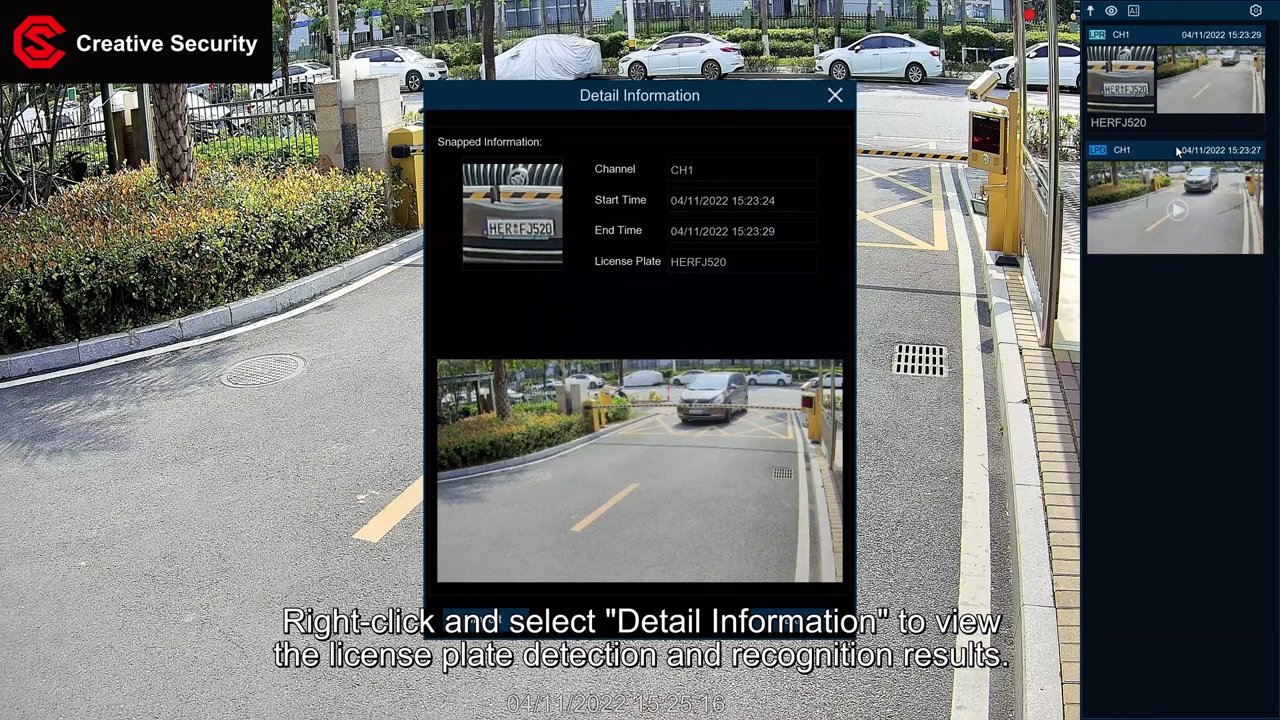 Creative Security
AI
LPR CH1 04/11/2022 15:23:29
HERFJ520
LPD CH1 04/11/2022 15:23:27
Detail Information
Snapped Information:
HER FJ520
Channel CH1
Start Time 04/11/2022 15:23:24
End Time 04/11/2022 15:23:29
License Plate HERFJ520
Right-click and select "Detail Information" to view
the license plate detection and recognition results.
04/11/2022 15:25:16